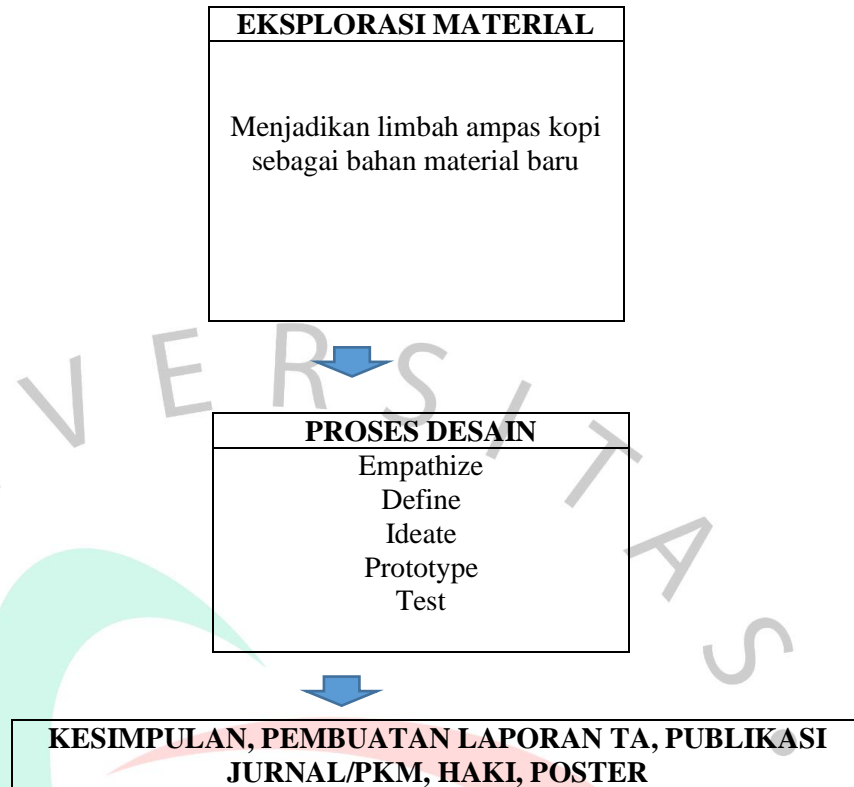 EKSPLORASI MATERIAL
Menjadikan limbah ampas kopi
sebagai bahan material baru
VERSITAS
PROSES DESAIN
Empathize
Define
Ideate
Prototype
Test
KESIMPULAN, PEMBUATAN LAPORAN TA, PUBLIKASI
JURNAL/PKM, HAKI, POSTER